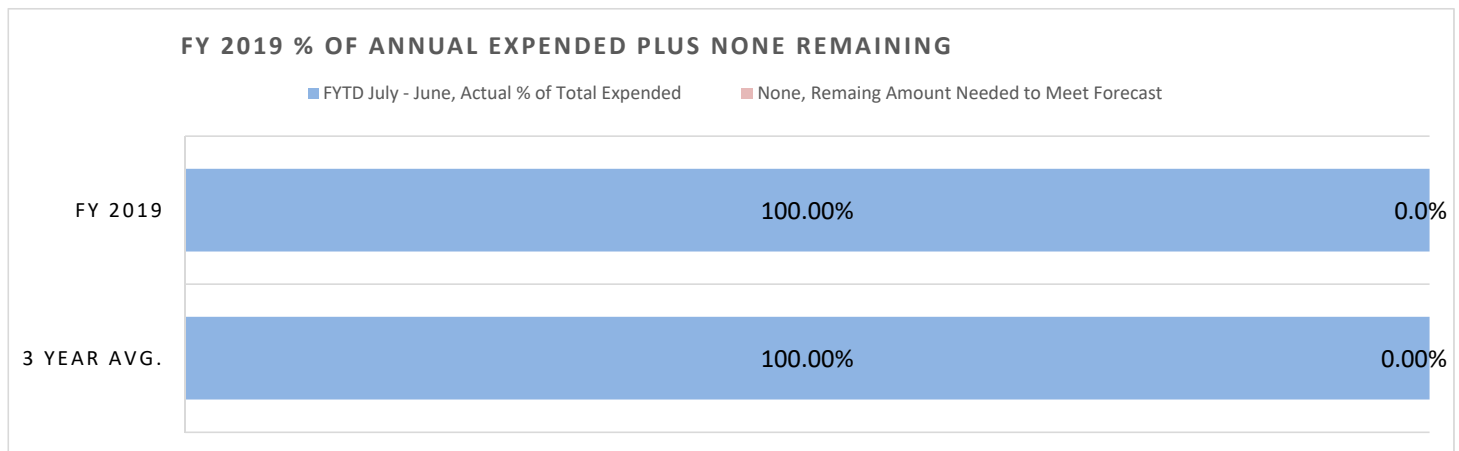 FY 2019 % OF ANNUAL EXPENDED PLUS NONE REMAINING
FYTD July - June, Actual % of Total Expended None, Remaing Amount Needed to Meet Forecast
FY 2019 100.00% 0.0%
3 YEAR AVG. 100.00% 0.00%